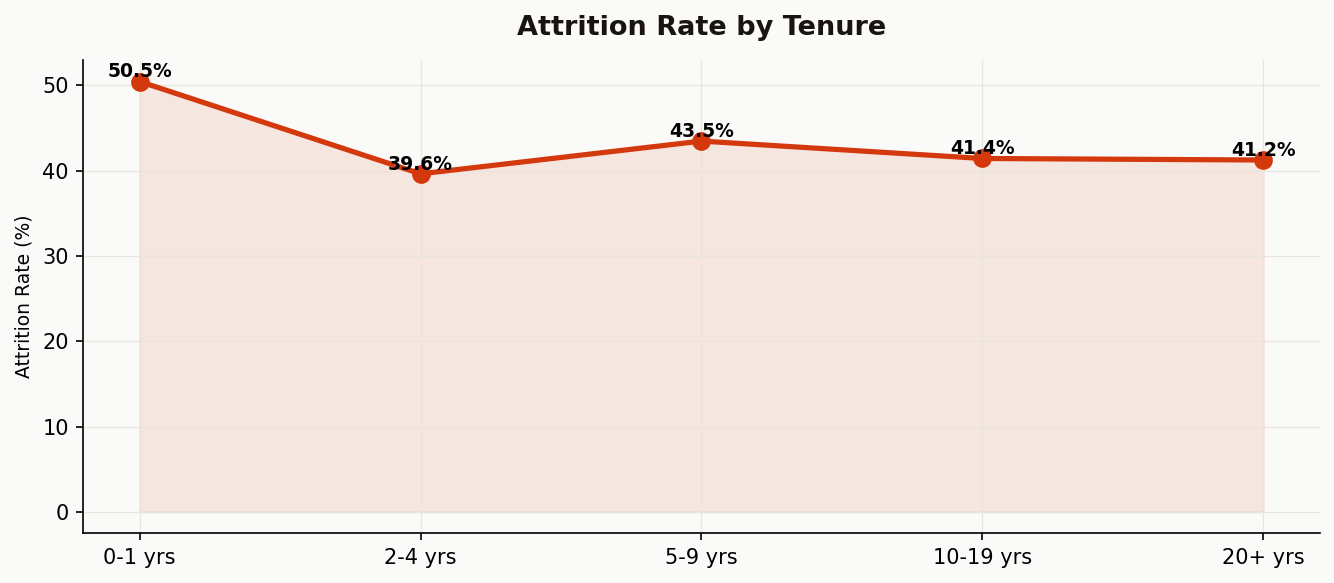 Attrition Rate by Tenure
50.5%
39.6%
43.5%
41.4%
41.2%
Attrition Rate (%)
50
40
30
20
10
0
0-1 yrs
2-4 yrs
5-9 yrs
10-19 yrs
20+ yrs